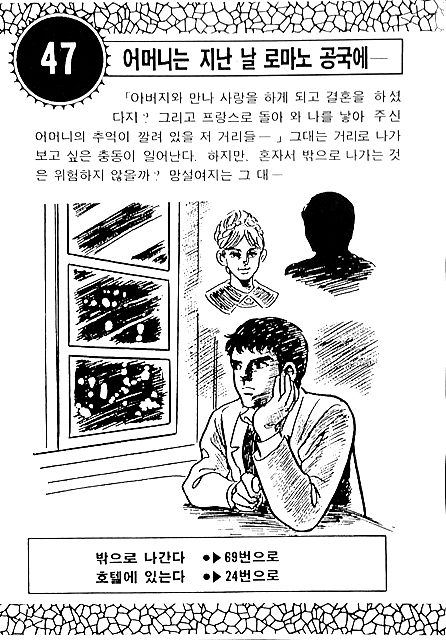 47
어머니는 지난 날 로마노 공국에—
「아버지와 만나 사랑을 하게 되고 결혼을 하셨
다지? 그리고 프랑스로 돌아 와 나를 낳아 주신
어머니의 추억이 깔려 있을 저 거리들—」그대는 거리로 나가
보고 싶은 충동이 일어난다. 하지만, 혼자서 밖으로 나가는 것
은 위험하지 않을까? 망설여지는 그 대—
밖으로 나간다 ●▶69번으로
호텔에 있는다 ●▶24번으로